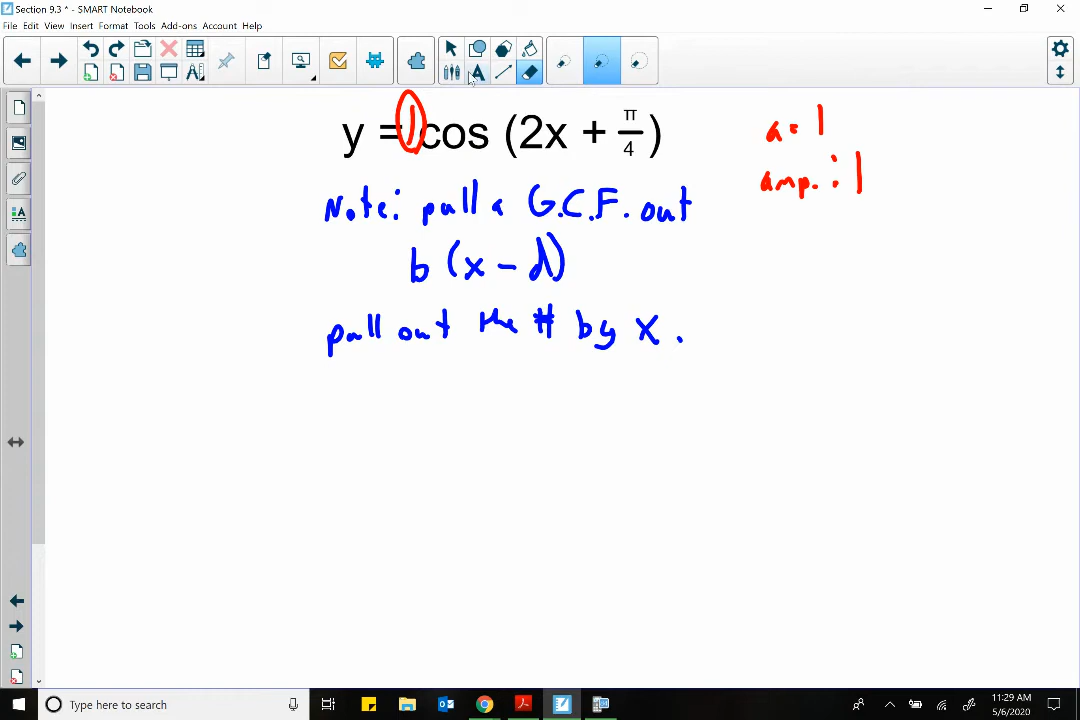 Section 9.3 * - SMART Notebook
File Edit View Insert Format Tools Add-ons Account Help
y = 1 cos (2x + π/4)
a = 1
amp. : 1
Note: pull a G.C.F. out
b (x - d)
pull out the # by x.
Type here to search
11:29 AM
5/6/2020